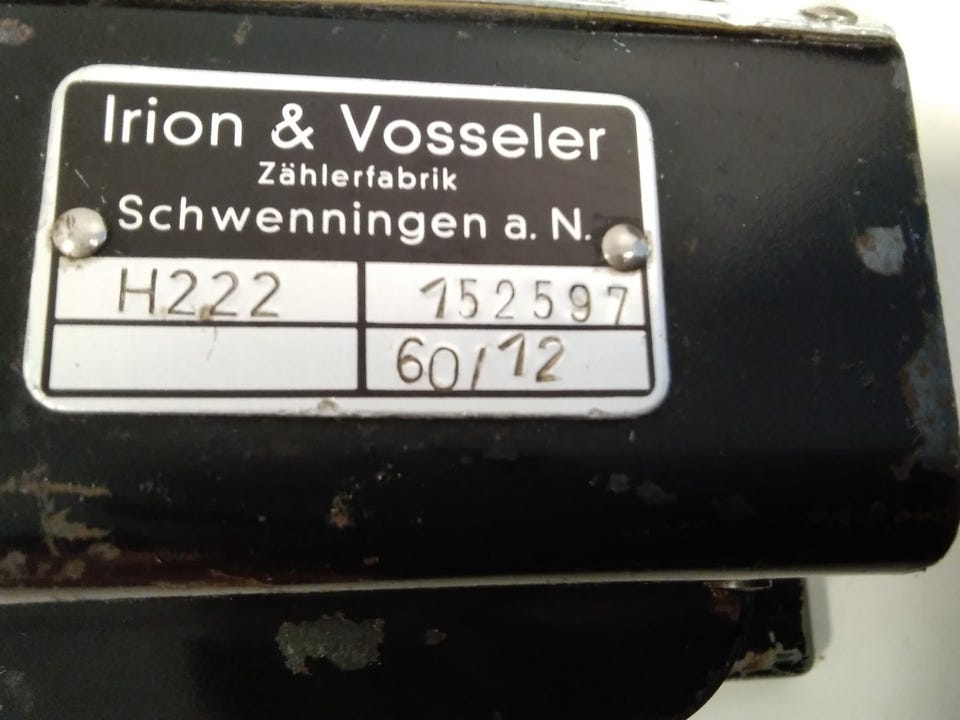 Irion & Vosseler
Zählerfabrik
Schwenningen a. N.
H222 152597
60/12